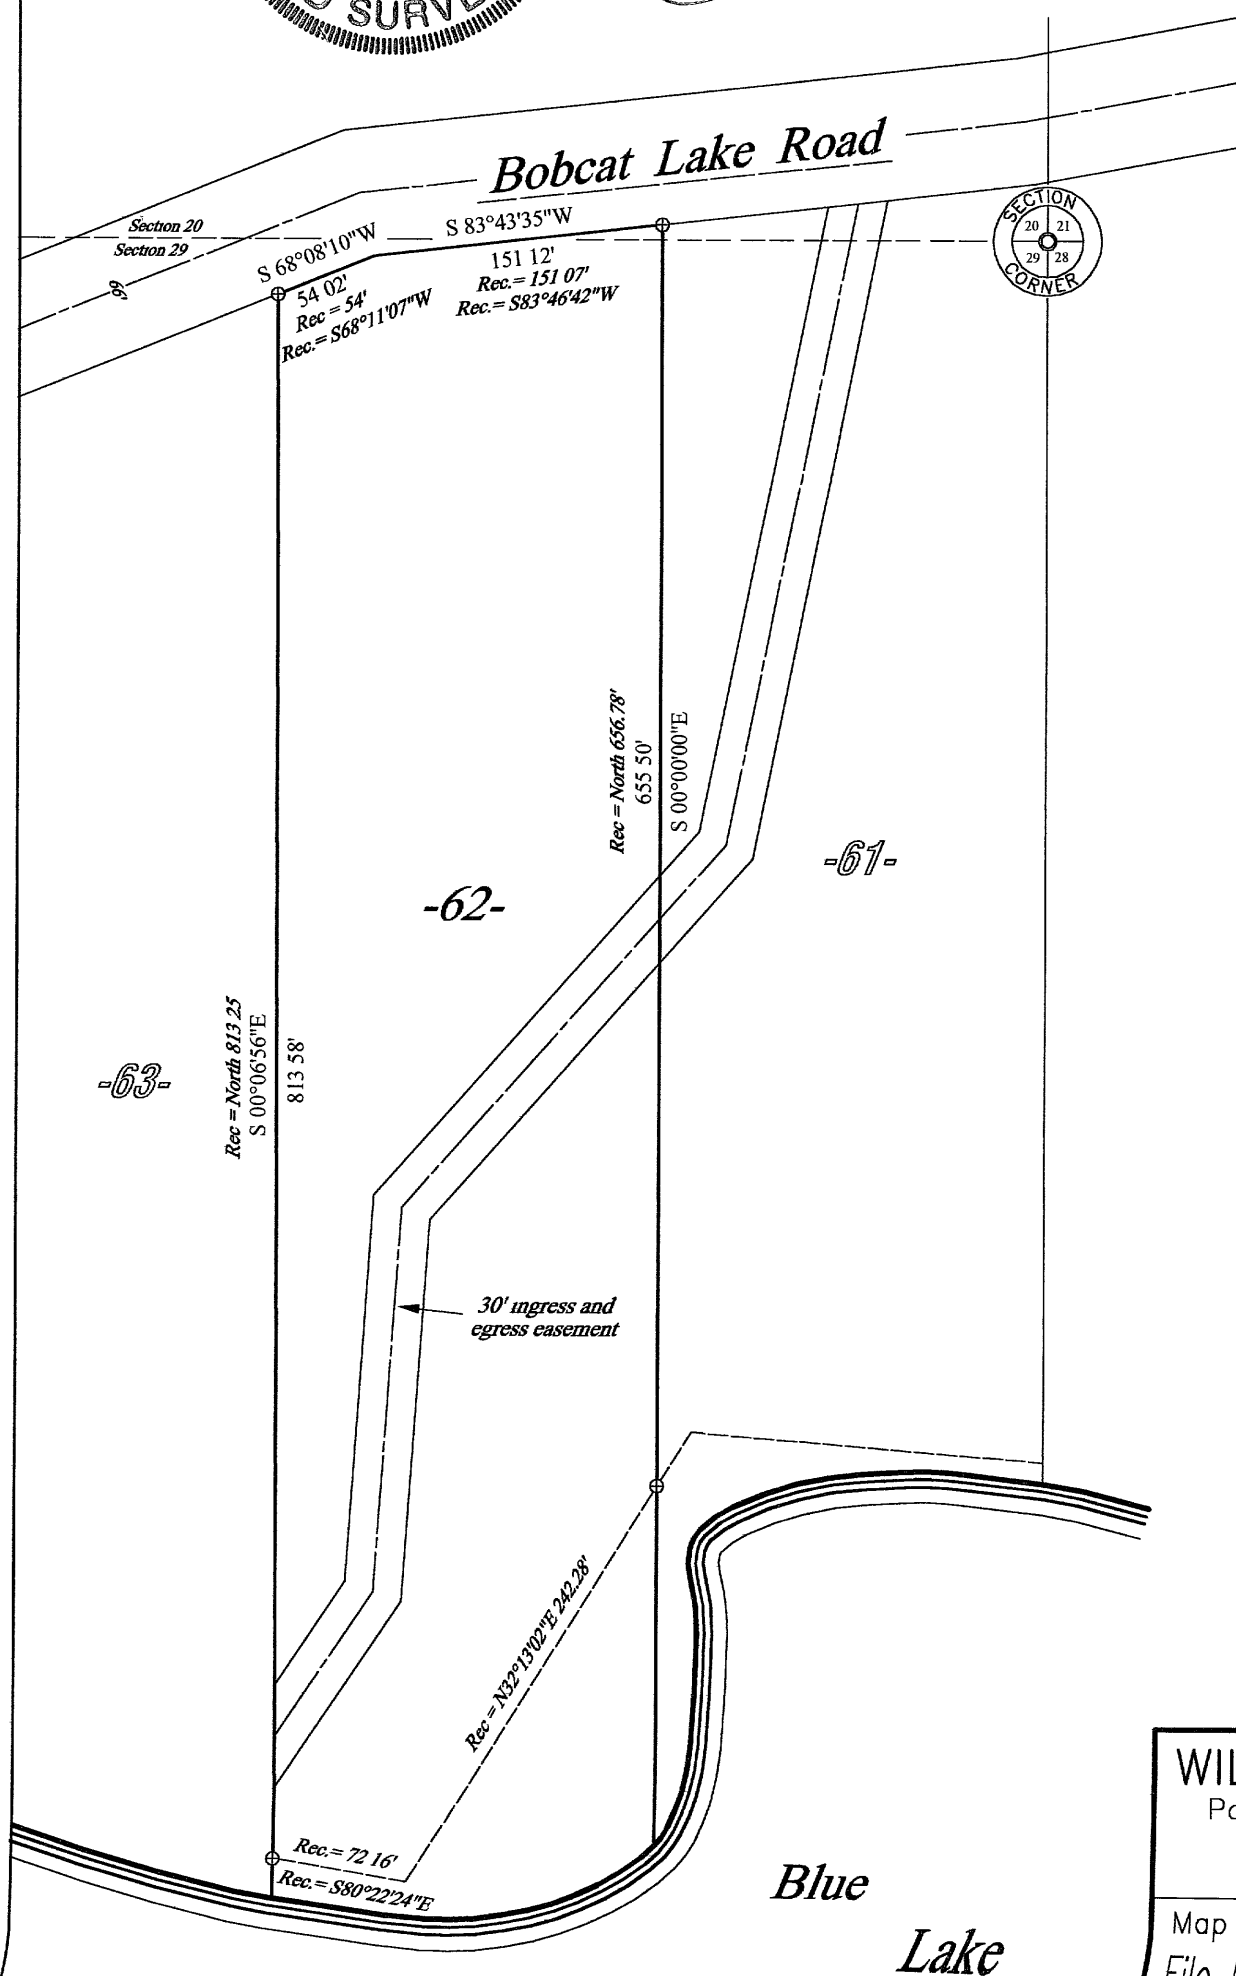 SURVE
Bobcat Lake Road
Section 20
Section 29
66'
S 68°08'10"W
54 02'
Rec = 54'
Rec.= S68°11'07"W
S 83°43'35"W
151 12'
Rec.= 151 07'
Rec.= S83°46'42"W
SECTION
20 21
29 28
CORNER
Rec = North 656.78'
655 50'
S 00°00'00"E
-61-
-62-
Rec = North 813 25
S 00°06'56"E
813 58'
-63-
30' ingress and
egress easement
Rec = N32°13'02"E 242.28'
Rec.= 72 16'
Rec.= S80°22'24"E
Blue
Lake
WIL
Po
Map
File